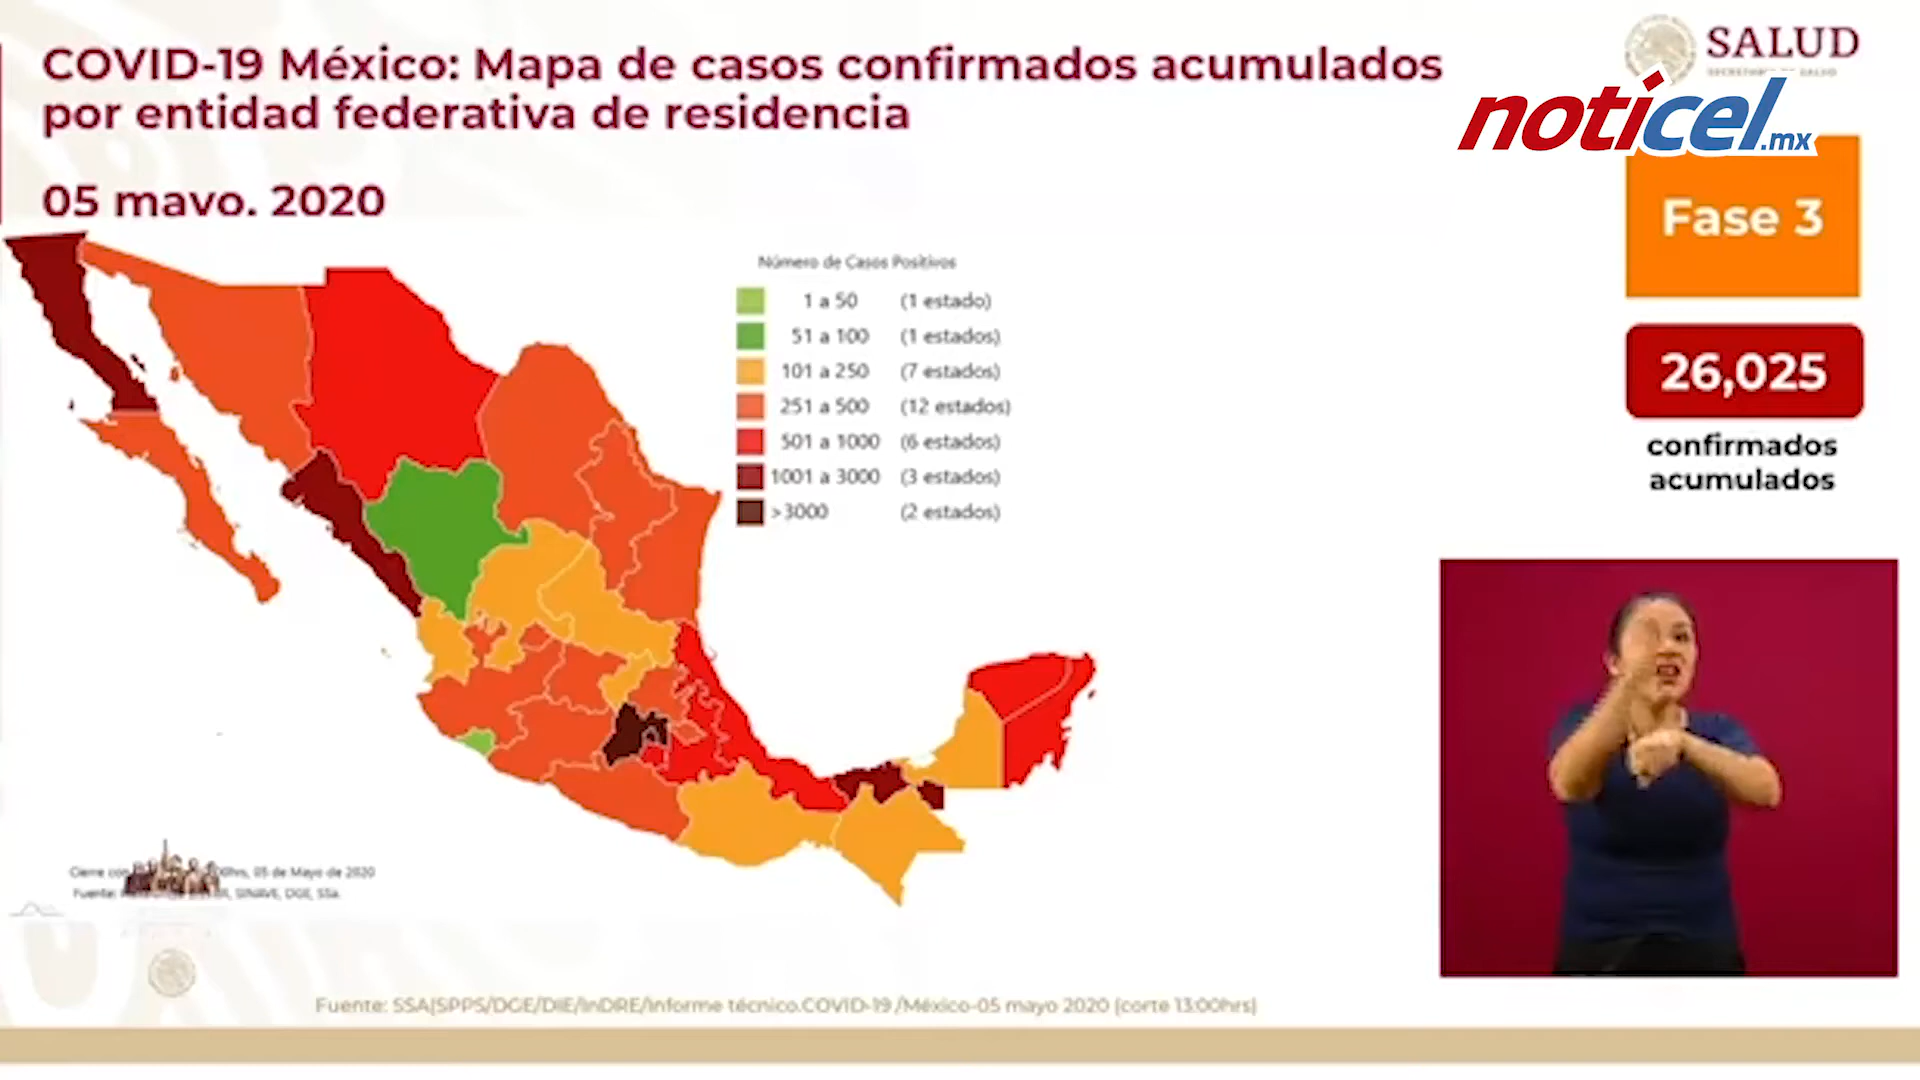 COVID-19 México: Mapa de casos confirmados acumulados
por entidad federativa de residencia
05 mayo. 2020
SALUD
noticel.mx
Fase 3
26,025
confirmados
acumulados
Número de Casos Positivos
1 a 50 (1 estado)
51 a 100 (1 estados)
101 a 250 (7 estados)
251 a 500 (12 estados)
501 a 1000 (6 estados)
1001 a 3000 (3 estados)
>3000 (2 estados)
Cierre con 00hrs, 05 de Mayo de 2020
Fuente: SINAVE, DGE, SSa.
Fuente: SSA|SPPS/DGE/DIE/InDRE/Informe técnico.COVID-19 /México-05 mayo 2020 (corte 13:00hrs)